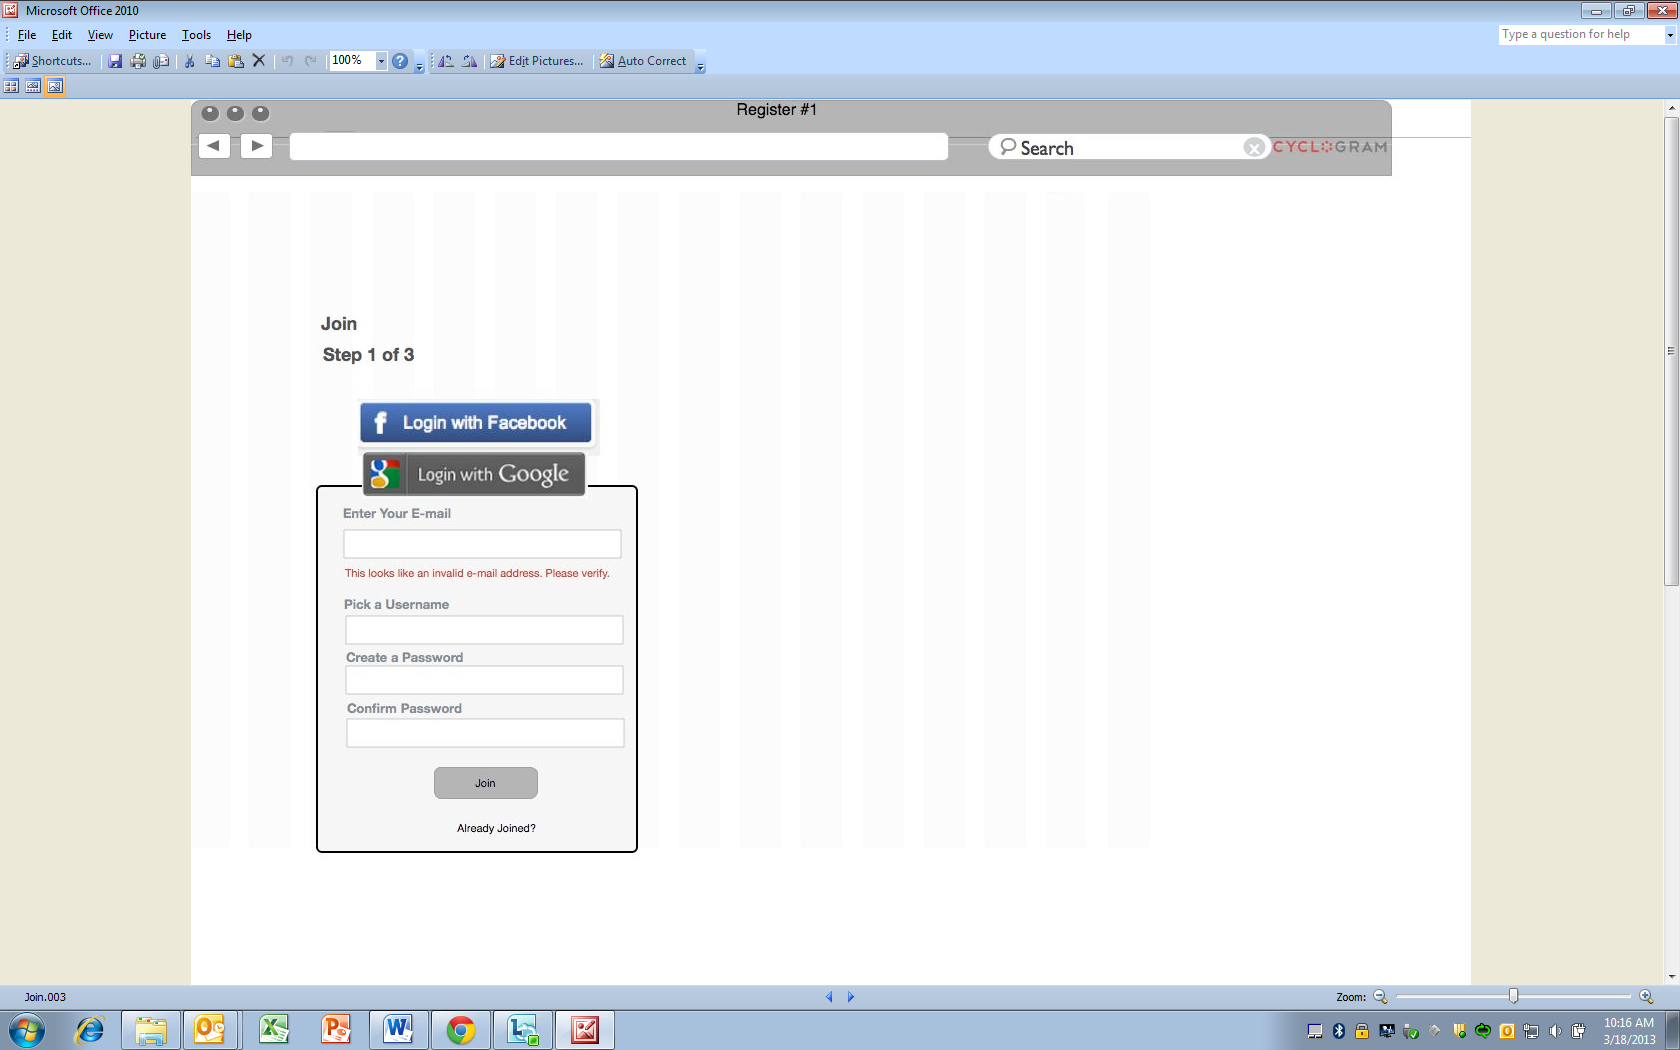 Microsoft Office 2010
File Edit View Picture Tools Help
Type a question for help
Shortcuts...
100%
Edit Pictures...
Auto Correct
Register #1
Search
CYCLOGRAM
Join
Step 1 of 3
f Login with Facebook
g Login with Google
Enter Your E-mail
This looks like an invalid e-mail address. Please verify.
Pick a Username
Create a Password
Confirm Password
Join
Already Joined?
Join.003
Zoom:
10:16 AM
3/18/2013